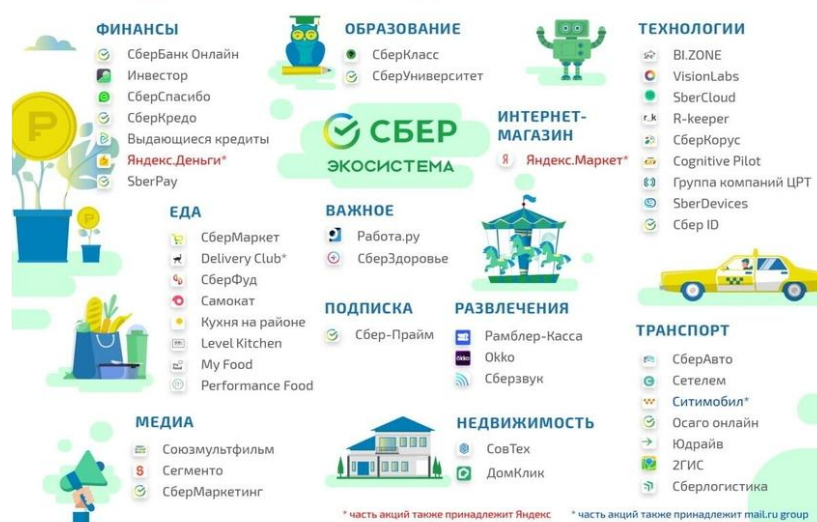 ФИНАНСЫ
СберБанк Онлайн
Инвестор
СберСпасибо
СберКредо
Выдающиеся кредиты
Яндекс.Деньги*
SberPay
ОБРАЗОВАНИЕ
СберКласс
СберУниверситет
СБЕР
ЭКОСИСТЕМА
ИНТЕРНЕТ-
МАГАЗИН
Я Яндекс.Маркет*
ТЕХНОЛОГИИ
BI.ZONE
VisionLabs
SberCloud
r_k R-keeper
СберКорус
Cognitive Pilot
Группа компаний ЦРТ
SberDevices
Сбер ID
ЕДА
СберМаркет
Delivery Club*
СберФуд
Самокат
Кухня на районе
Level Kitchen
My Food
Performance Food
ВАЖНОЕ
Работа.ру
СберЗдоровье
ПОДПИСКА
Сбер-Прайм
РАЗВЛЕЧЕНИЯ
Рамблер-Касса
okko Okko
Сберзвук
ТРАНСПОРТ
СберАвто
Сетелем
Ситимобил*
Осаго онлайн
Юдрайв
2ГИС
Сберлогистика
МЕДИА
Союзмультфильм
S Сегменто
СберМаркетинг
НЕДВИЖИМОСТЬ
СовТех
ДомКлик
* часть акций также принадлежит Яндекс
* часть акций также принадлежит mail.ru group